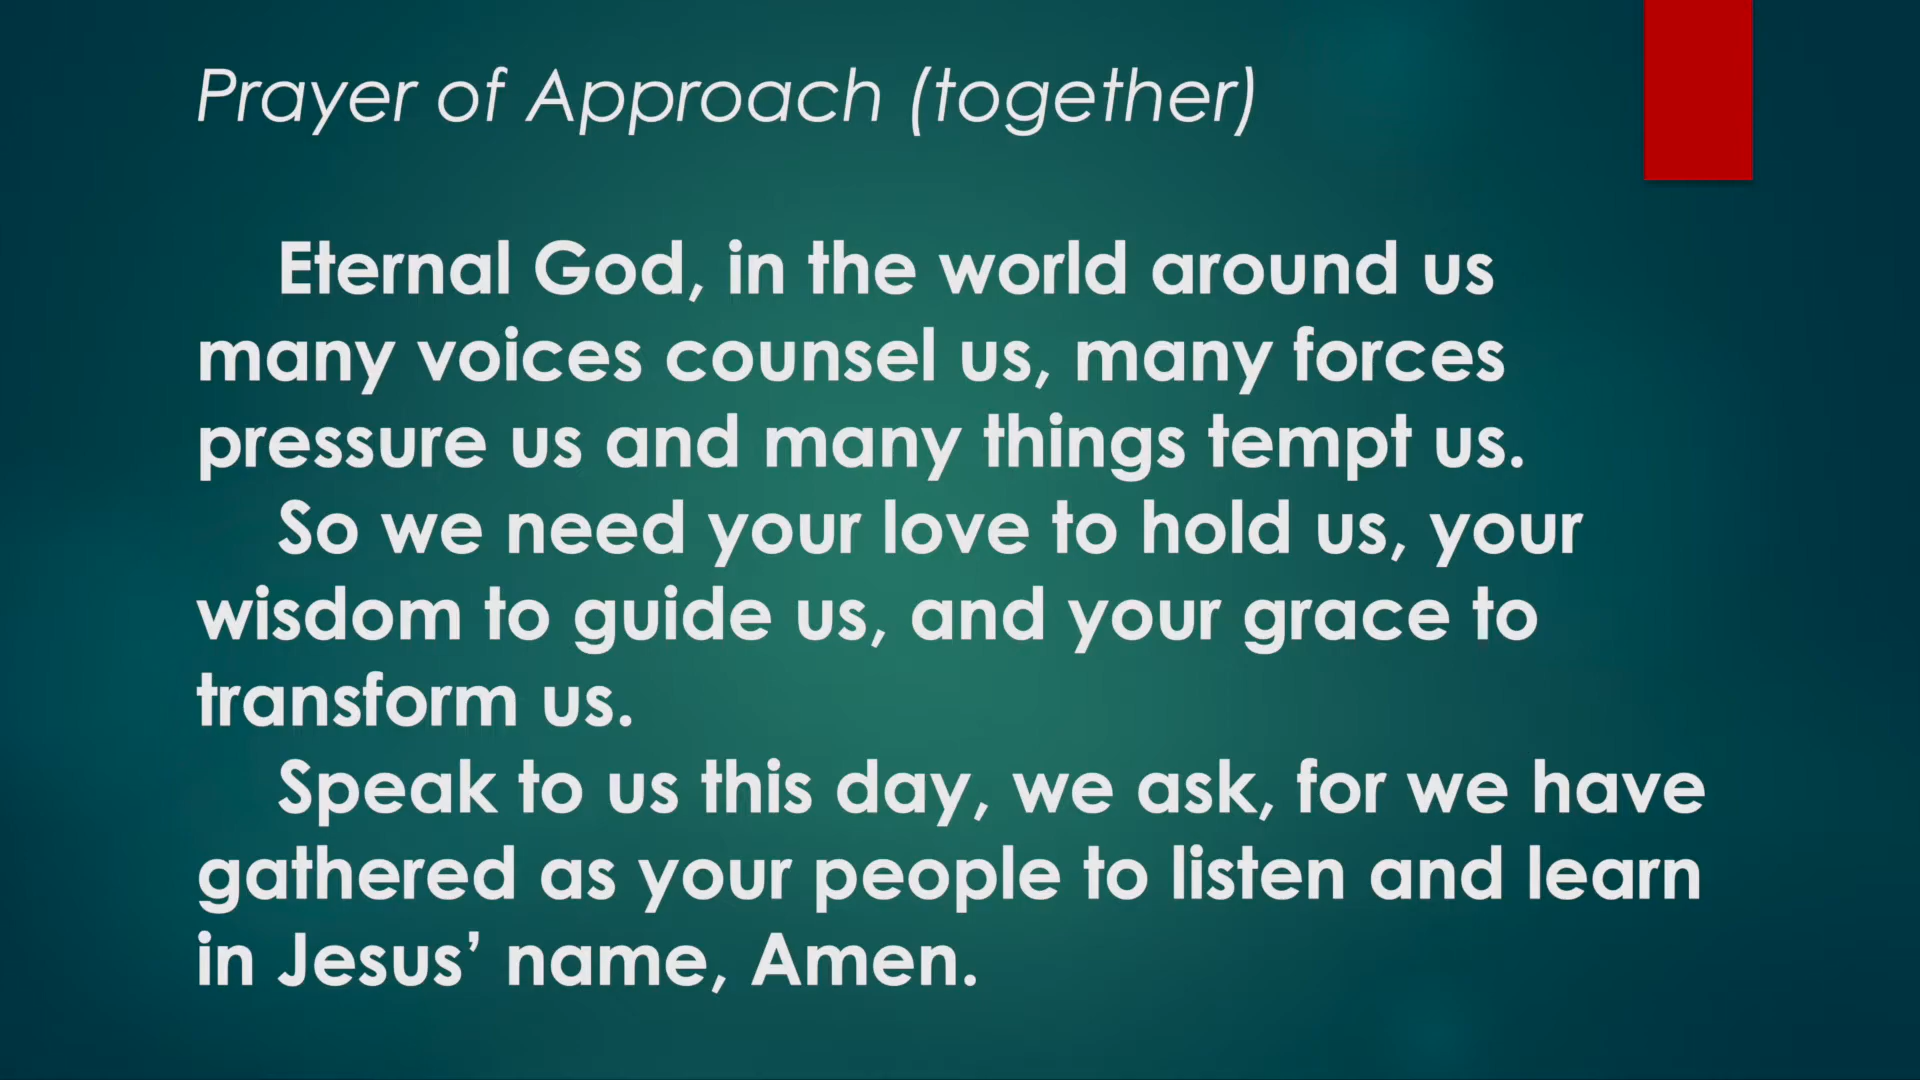 Prayer of Approach (together)
Eternal God, in the world around us
many voices counsel us, many forces
pressure us and many things tempt us.
So we need your love to hold us, your
wisdom to guide us, and your grace to
transform us.
Speak to us this day, we ask, for we have
gathered as your people to listen and learn
in Jesus’ name, Amen.